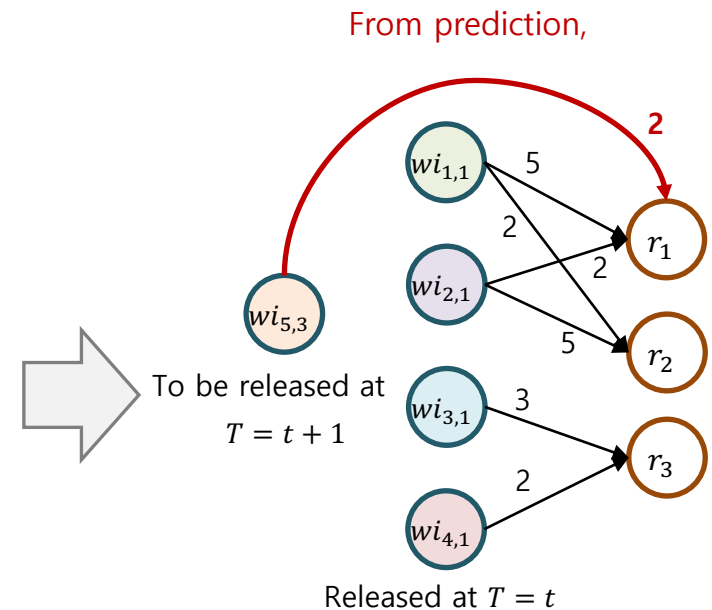 From prediction,
2
wi1,1
5
2
r1
wi2,1
2
5
wi5,3
r2
To be released at
T = t + 1
wi3,1
3
r3
2
wi4,1
Released at T = t